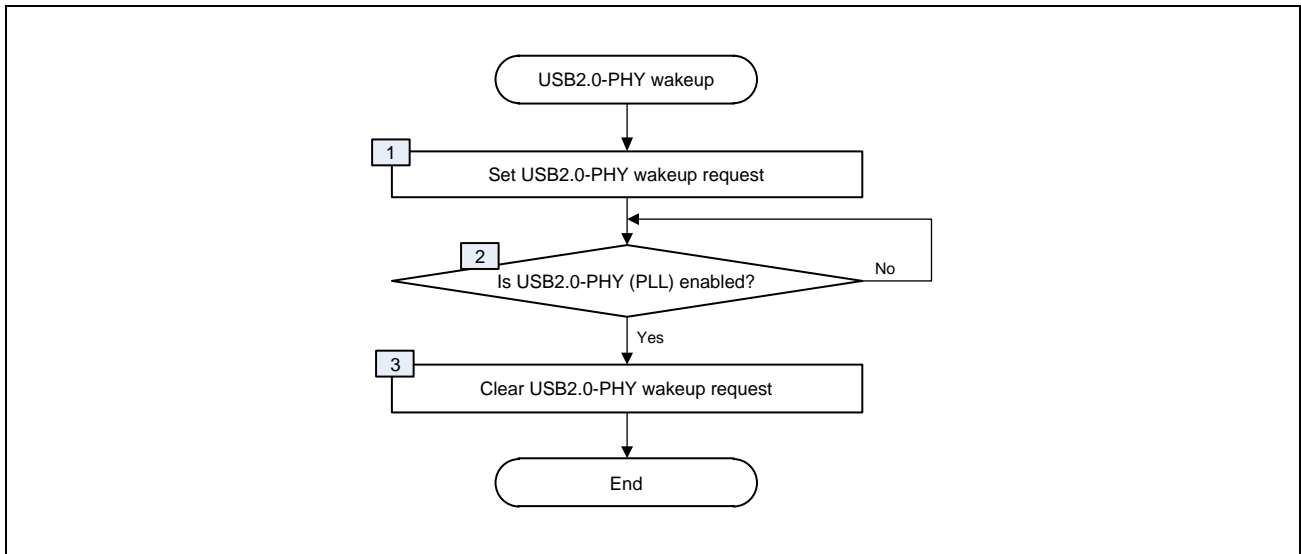 USB2.0-PHY wakeup
1
Set USB2.0-PHY wakeup request
2
Is USB2.0-PHY (PLL) enabled?
No
Yes
3
Clear USB2.0-PHY wakeup request
End